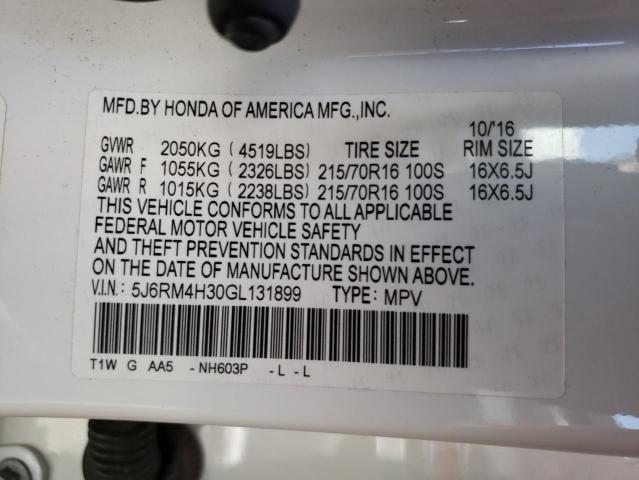 MFD.BY HONDA OF AMERICA MFG.,INC.
10/'16
GVWR 2050KG ( 4519LBS) TIRE SIZE RIM SIZE
GAWR F 1055KG ( 2326LBS) 215/70R16 100S 16X6.5J
GAWR R 1015KG ( 2238LBS) 215/70R16 100S 16X6.5J
THIS VEHICLE CONFORMS TO ALL APPLICABLE
FEDERAL MOTOR VEHICLE SAFETY
AND THEFT PREVENTION STANDARDS IN EFFECT
ON THE DATE OF MANUFACTURE SHOWN ABOVE.
V.I.N.: 5J6RM4H30GL131899 TYPE: MPV
T1W G AA5 -NH603P -L -L